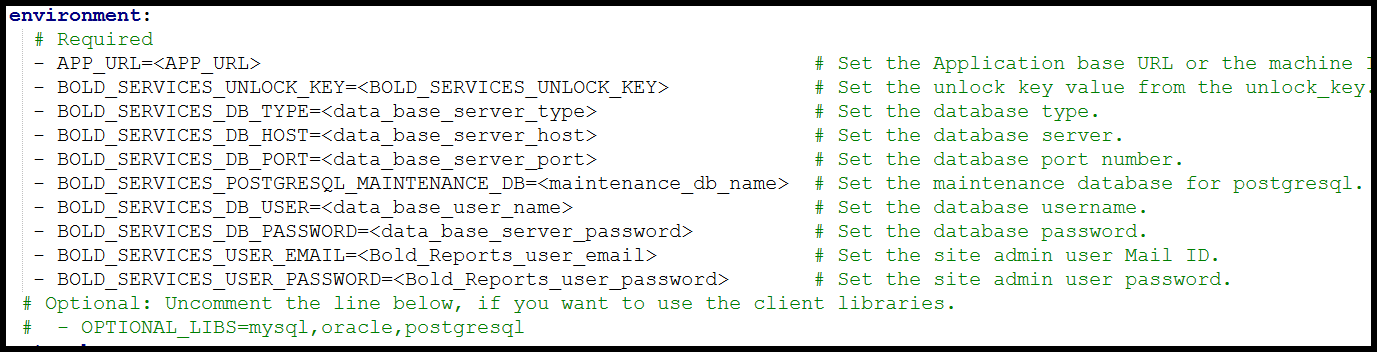 environment:
# Required
- APP_URL=<APP_URL> # Set the Application base URL or the machine
- BOLD_SERVICES_UNLOCK_KEY=<BOLD_SERVICES_UNLOCK_KEY> # Set the unlock key value from the unlock_key.
- BOLD_SERVICES_DB_TYPE=<data_base_server_type> # Set the database type.
- BOLD_SERVICES_DB_HOST=<data_base_server_host> # Set the database server.
- BOLD_SERVICES_DB_PORT=<data_base_server_port> # Set the database port number.
- BOLD_SERVICES_POSTGRESQL_MAINTENANCE_DB=<maintenance_db_name> # Set the maintenance database for postgresql.
- BOLD_SERVICES_DB_USER=<data_base_user_name> # Set the database username.
- BOLD_SERVICES_DB_PASSWORD=<data_base_server_password> # Set the database password.
- BOLD_SERVICES_USER_EMAIL=<Bold_Reports_user_email> # Set the site admin user Mail ID.
- BOLD_SERVICES_USER_PASSWORD=<Bold_Reports_user_password> # Set the site admin user password.
# Optional: Uncomment the line below, if you want to use the client libraries.
# - OPTIONAL_LIBS=mysql,oracle,postgresql